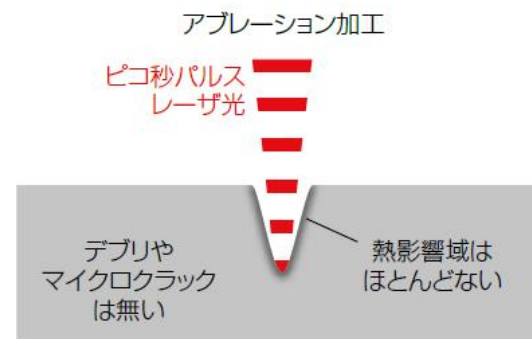 アブレーション加工
ピコ秒パルス
レーザ光
デブリや
マイクロクラック
は無い
熱影響域は
ほとんどない